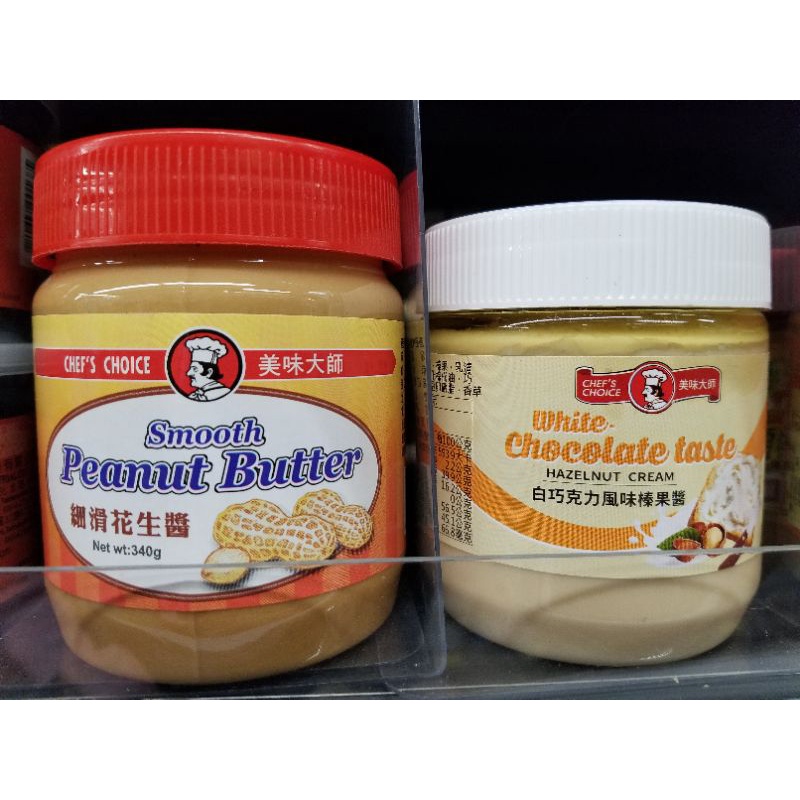 CHEF'S CHOICE
美味大師
Smooth
Peanut Butter
細滑花生醬
Net wt:340g
CHEF'S
CHOICE
美味大師
White
Chocolate taste
HAZELNUT CREAM
白巧克力風味榛果醬